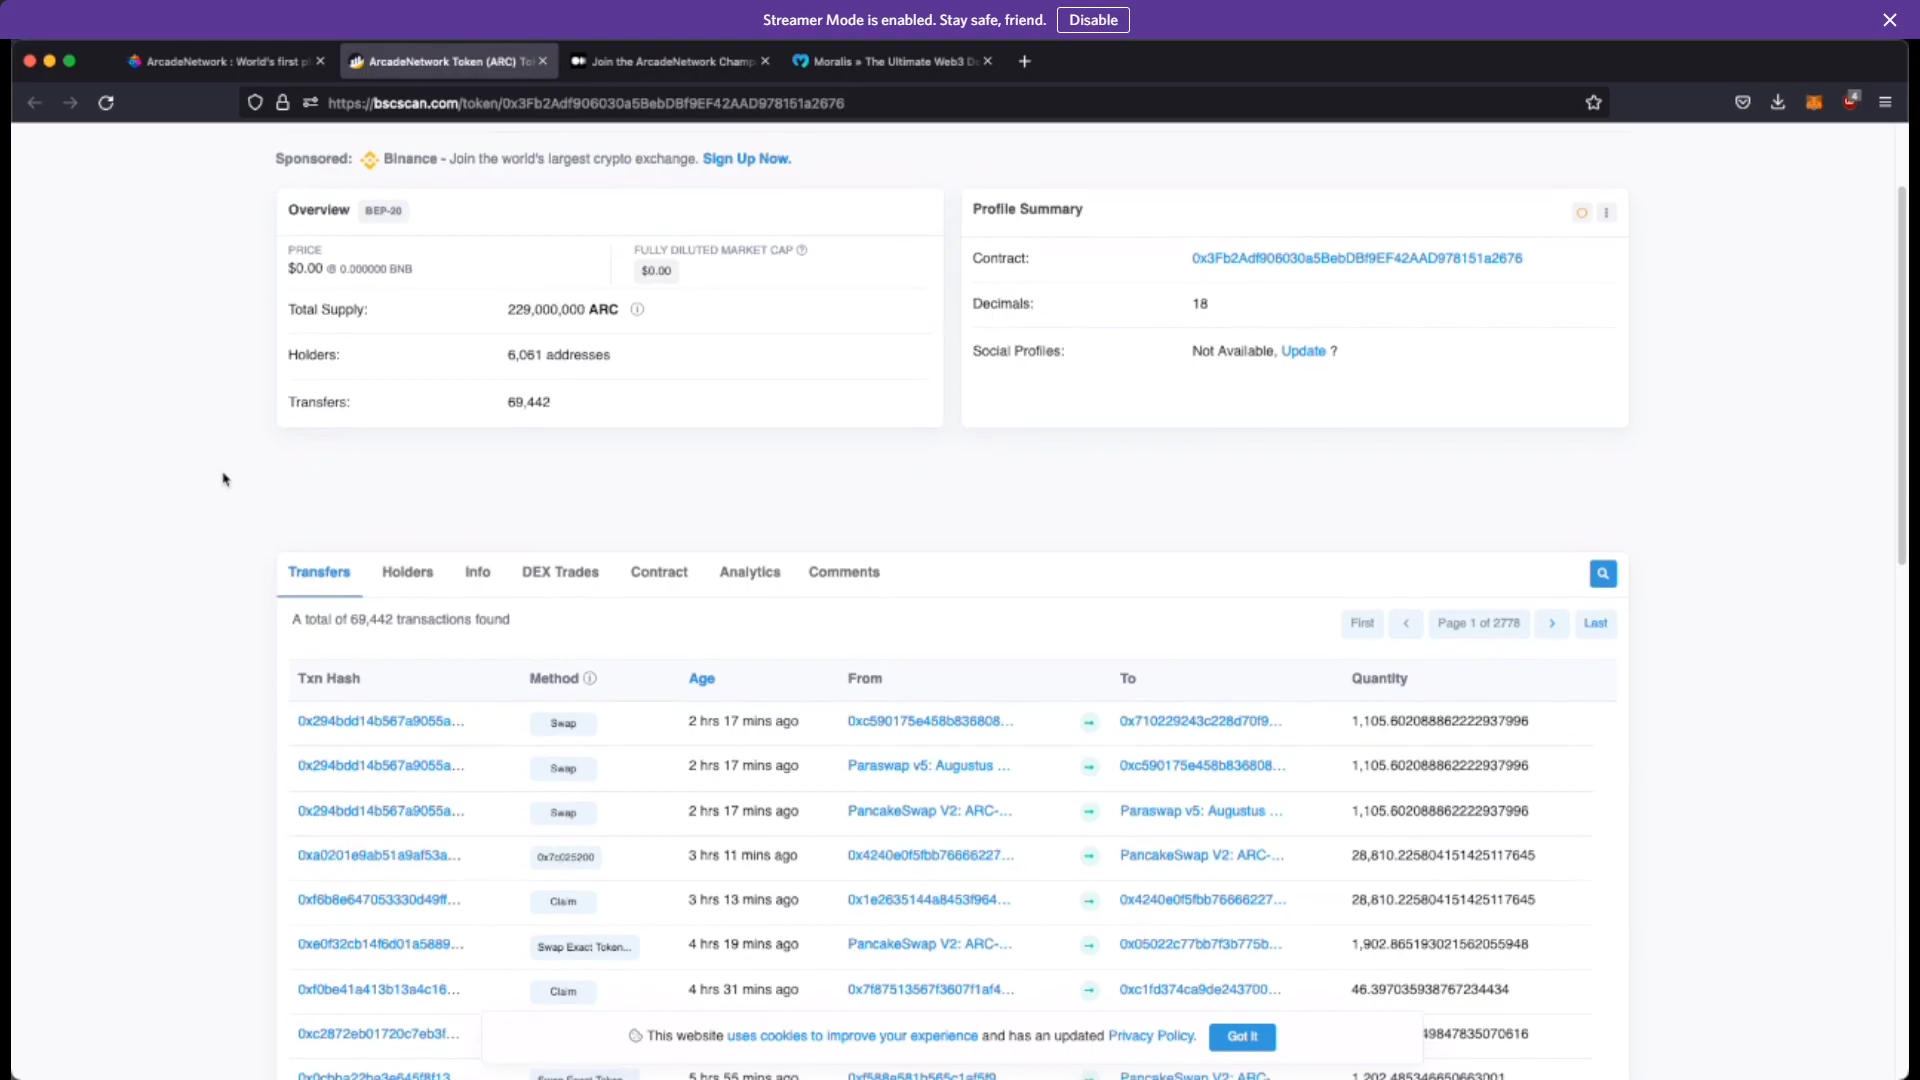 Streamer Mode is enabled. Stay safe, friend. Disable
ArcadeNetwork : World's first pl
ArcadeNetwork Token (ARC) To
Join the ArcadeNetwork Champ
Moralis » The Ultimate Web3 D
https://bscscan.com/token/0x3Fb2Adf906030a5BebDBf9EF42AAD978151a2676
4
Sponsored: Binance - Join the world's largest crypto exchange. Sign Up Now.
Overview BEP-20
PRICE
$0.00 @ 0.000000 BNB
FULLY DILUTED MARKET CAP
$0.00
Total Supply: 229,000,000 ARC
Holders: 6,061 addresses
Transfers: 69,442
Profile Summary
Contract: 0x3Fb2Adf906030a5BebDBf9EF42AAD978151a2676
Decimals: 18
Social Profiles: Not Available, Update ?
Transfers Holders Info DEX Trades Contract Analytics Comments
A total of 69,442 transactions found
First Page 1 of 2778 Last
Txn Hash Method Age From To Quantity
0x294bdd14b567a9055a... Swap 2 hrs 17 mins ago 0xc590175e458b836808... 0x710229243c228d70f9... 1,105.602088862222937996
0x294bdd14b567a9055a... Swap 2 hrs 17 mins ago Paraswap v5: Augustus ... 0xc590175e458b836808... 1,105.602088862222937996
0x294bdd14b567a9055a... Swap 2 hrs 17 mins ago PancakeSwap V2: ARC-... Paraswap v5: Augustus ... 1,105.602088862222937996
0xa0201e9ab51a9af53a... 0x7c025200 3 hrs 11 mins ago 0x4240e0f5fbb76666227... PancakeSwap V2: ARC-... 28,810.225804151425117645
0xf6b8e647053330d49ff... Claim 3 hrs 13 mins ago 0x1e2635144a8453f964... 0x4240e0f5fbb76666227... 28,810.225804151425117645
0xe0f32cb14f6d01a5889... Swap Exact Token... 4 hrs 19 mins ago PancakeSwap V2: ARC-... 0x05022c77bb7f3b775b... 1,902.865193021562055948
0xf0be41a413b13a4c16... Claim 4 hrs 31 mins ago 0x7f87513567f3607f1af4... 0xc1fd374ca9de243700... 46.397035938767234434
0xc2872eb01720c7eb3f... 49847835070616
This website uses cookies to improve your experience and has an updated Privacy Policy. Got It
5 hrs 55 mins ago PancakeSwap V2: ARC-